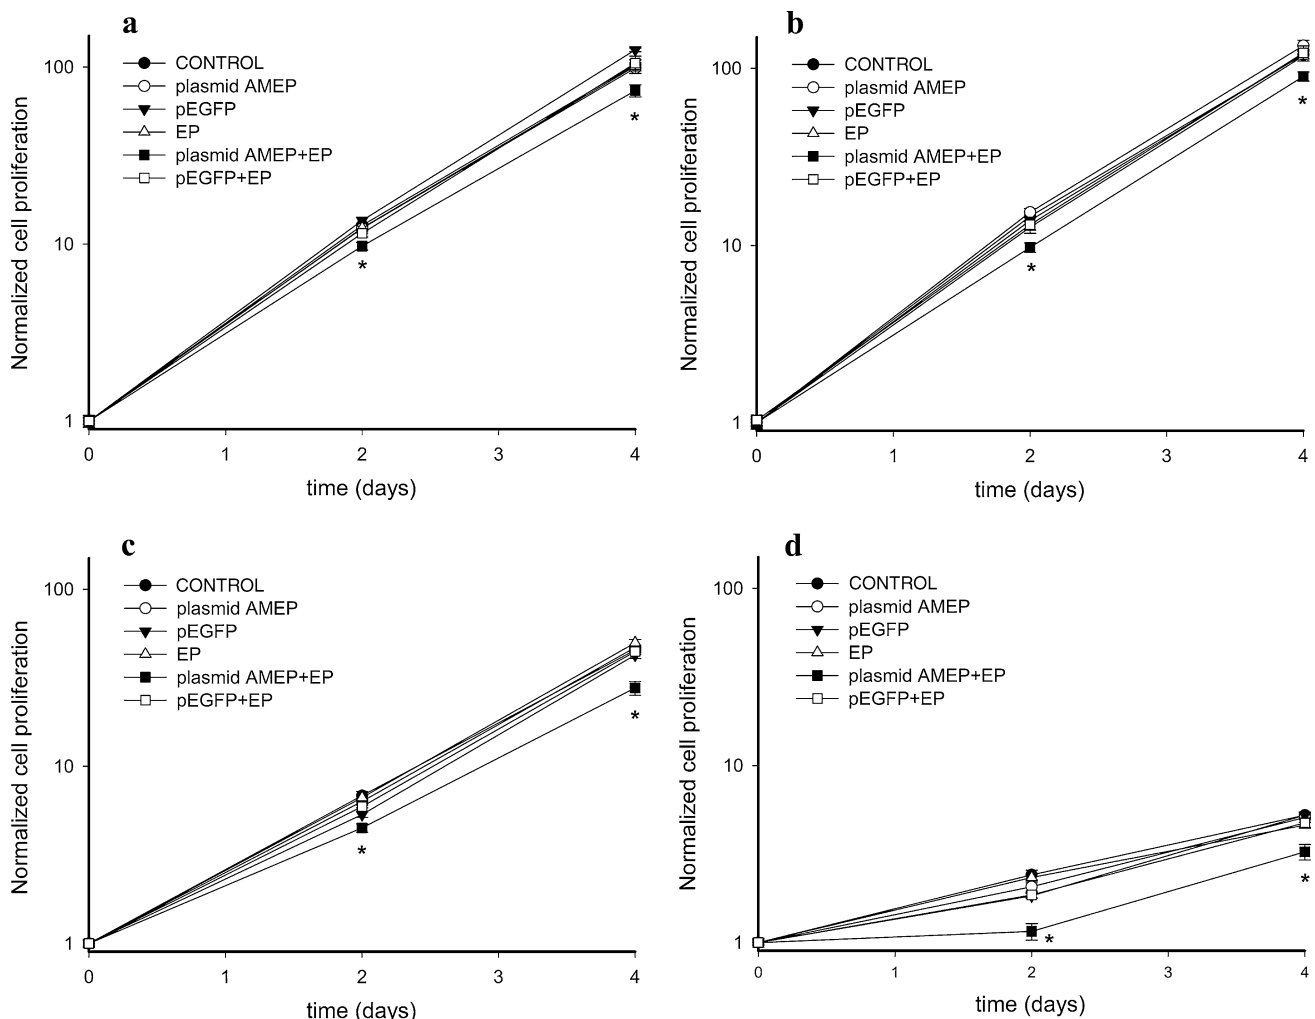 a
CONTROL
plasmid AMEP
pEGFP
EP
plasmid AMEP+EP
pEGFP+EP
100
10
1
Normalized cell proliferation
*
*
0 1 2 3 4
time (days)
b
CONTROL
plasmid AMEP
pEGFP
EP
plasmid AMEP+EP
pEGFP+EP
100
10
1
Normalized cell proliferation
*
*
0 1 2 3 4
time (days)
c
CONTROL
plasmid AMEP
pEGFP
EP
plasmid AMEP+EP
pEGFP+EP
100
10
1
Normalized cell proliferation
*
*
0 1 2 3 4
time (days)
d
CONTROL
plasmid AMEP
pEGFP
EP
plasmid AMEP+EP
pEGFP+EP
100
10
1
Normalized cell proliferation
*
*
0 1 2 3 4
time (days)